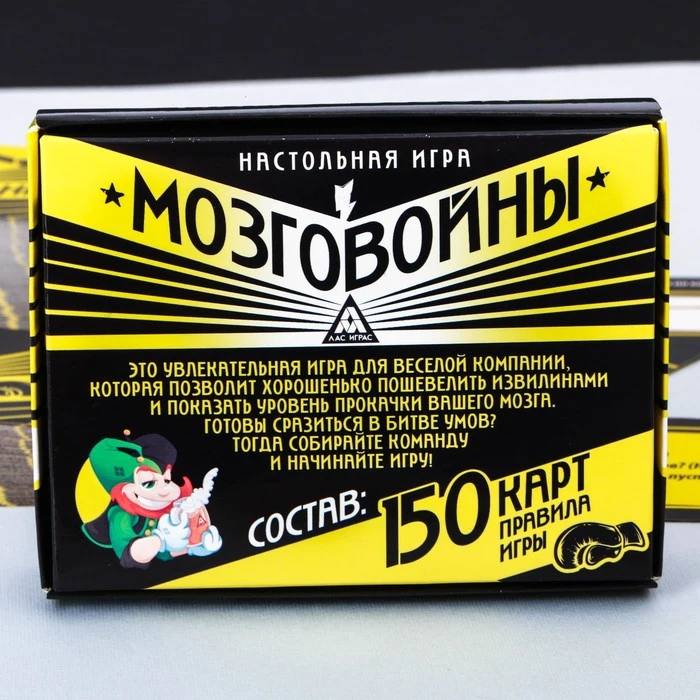 НАСТОЛЬНАЯ ИГРА
МОЗГОВОЙНЫ
ЛАС ИГРАС
ЭТО УВЛЕКАТЕЛЬНАЯ ИГРА ДЛЯ ВЕСЕЛОЙ КОМПАНИИ,
КОТОРАЯ ПОЗВОЛИТ ХОРОШЕНЬКО ПОШЕВЕЛИТЬ ИЗВИЛИНАМИ
И ПОКАЗАТЬ УРОВЕНЬ ПРОКАЧКИ ВАШЕГО МОЗГА.
ГОТОВЫ СРАЗИТЬСЯ В БИТВЕ УМОВ?
ТОГДА СОБИРАЙТЕ КОМАНДУ
И НАЧИНАЙТЕ ИГРУ!
СОСТАВ: 150 КАРТ
ПРАВИЛА
ИГРЫ